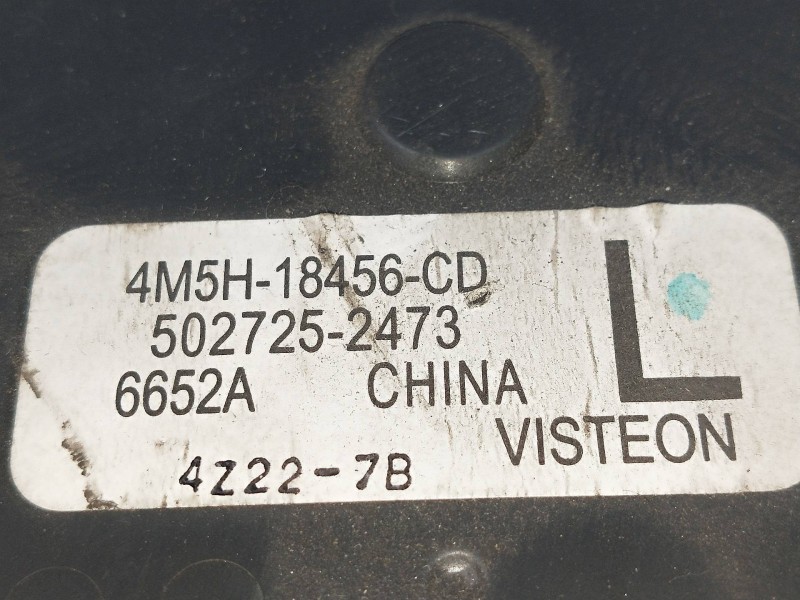 4M5H-18456-CD
502725-2473
6652A CHINA L
VISTEON
4Z22-7B